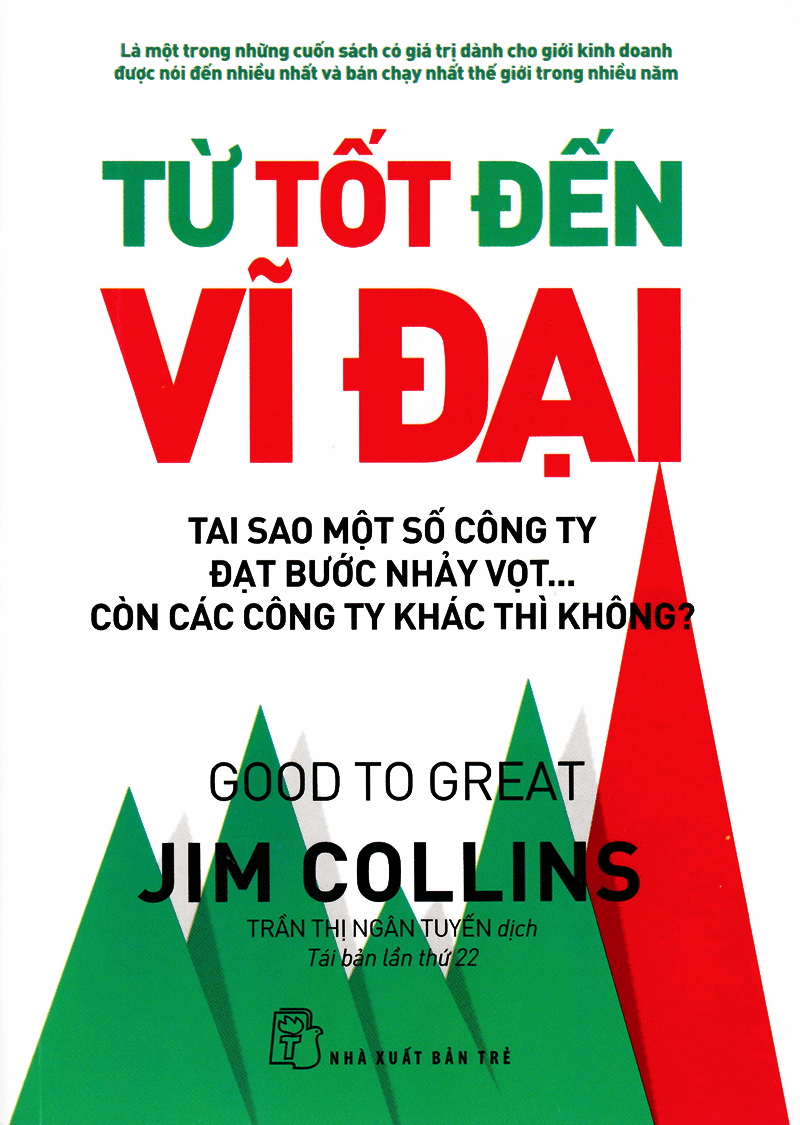 Là một trong những cuốn sách có giá trị dành cho giới kinh doanh
được nói đến nhiều nhất và bán chạy nhất thế giới trong nhiều năm
TỪ TỐT ĐẾN
VĨ ĐẠI
TẠI SAO MỘT SỐ CÔNG TY
ĐẠT BƯỚC NHẢY VỌT...
CÒN CÁC CÔNG TY KHÁC THÌ KHÔNG?
GOOD TO GREAT
JIM COLLINS
TRẦN THỊ NGÂN TUYẾN dịch
Tái bản lần thứ 22
T
NHÀ XUẤT BẢN TRẺ